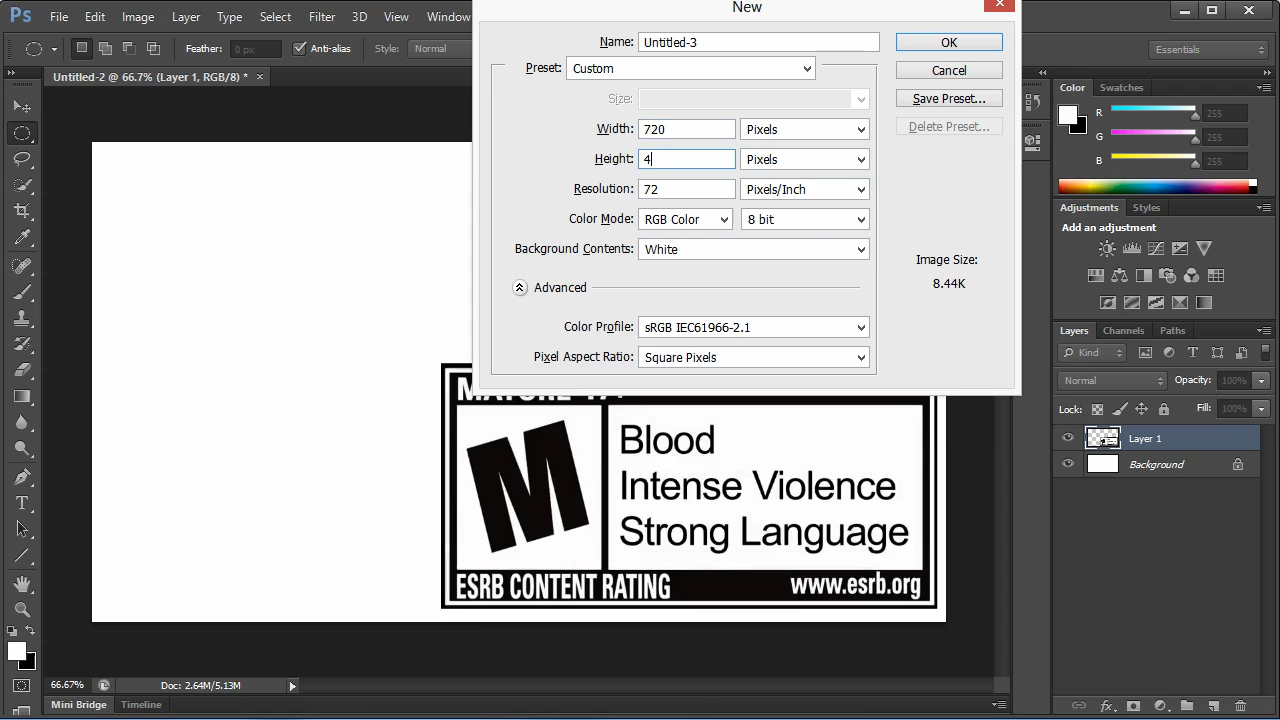 Ps File Edit Image Layer Type Select Filter 3D View Window
New
Feather: 0 px Anti-alias Style: Normal
Essentials
Untitled-2 @ 66.7% (Layer 1, RGB/8) *
Name: Untitled-3
OK
Preset: Custom
Cancel
Size:
Save Preset...
Width: 720 Pixels
Delete Preset...
Height: 4 Pixels
Resolution: 72 Pixels/Inch
Color Mode: RGB Color 8 bit
Background Contents: White
Image Size:
8.44K
Advanced
Color Profile: sRGB IEC61966-2.1
Pixel Aspect Ratio: Square Pixels
Color Swatches
R 255
G 255
B 255
Adjustments Styles
Add an adjustment
Layers Channels Paths
Kind
Normal Opacity: 100%
Lock: Fill: 100%
Layer 1
Background
MATURE 17+
M
Blood
Intense Violence
Strong Language
ESRB CONTENT RATING www.esrb.org
66.67% Doc: 2.64M/5.13M
Mini Bridge Timeline